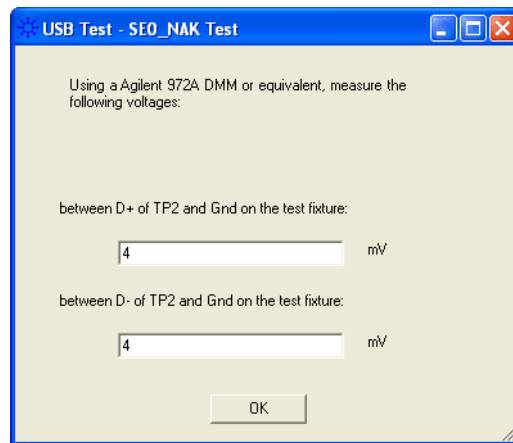 USB Test - SE0_NAK Test
Using a Agilent 972A DMM or equivalent, measure the
following voltages:
between D+ of TP2 and Gnd on the test fixture:
4 mV
between D- of TP2 and Gnd on the test fixture:
4 mV
OK